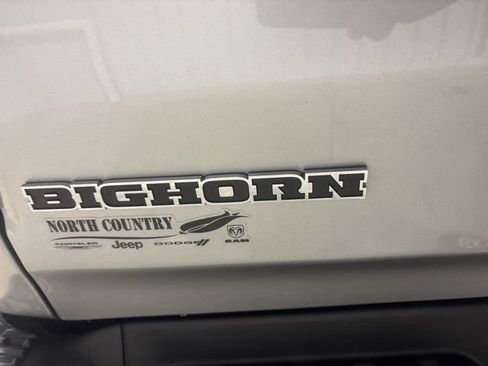 BIGHORN
NORTH COUNTRY
CHRYSLER Jeep DODGE RAM